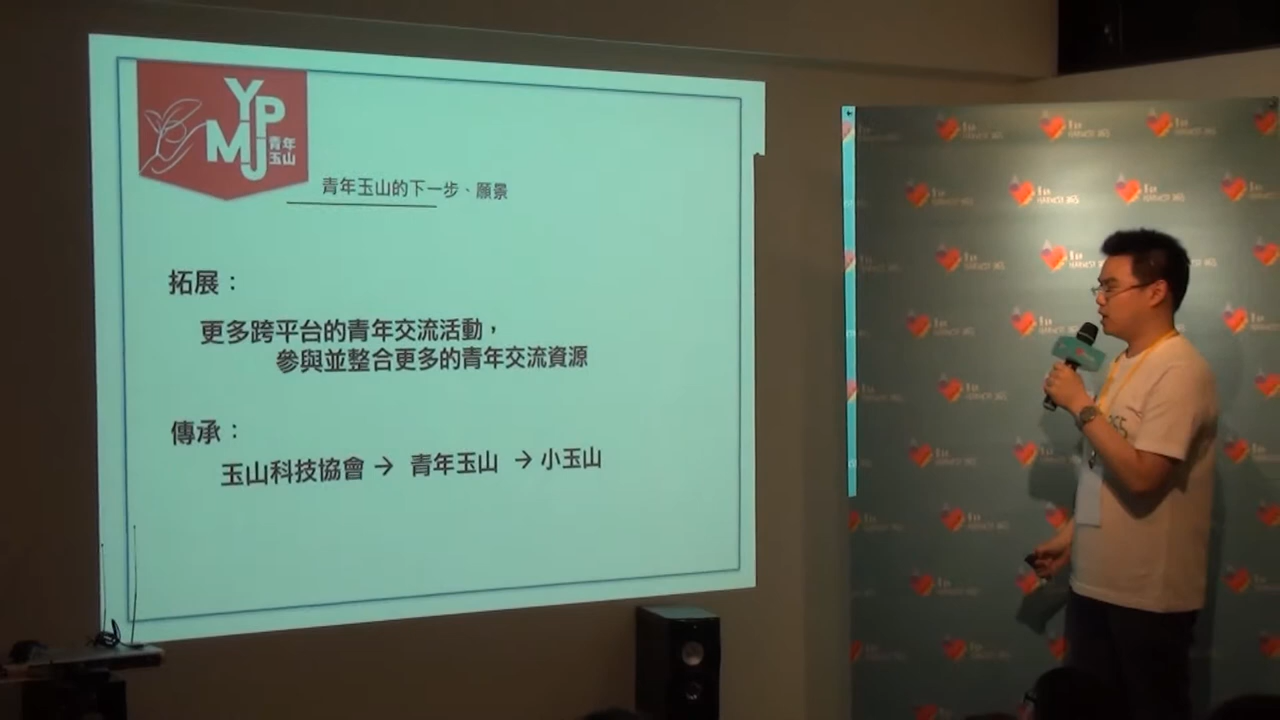 YPMJ
青年
玉山
青年玉山的下一步、願景
拓展：
更多跨平台的青年交流活動，
參與並整合更多的青年交流資源
傳承：
玉山科技協會 → 青年玉山 → 小玉山
HARVEST 365